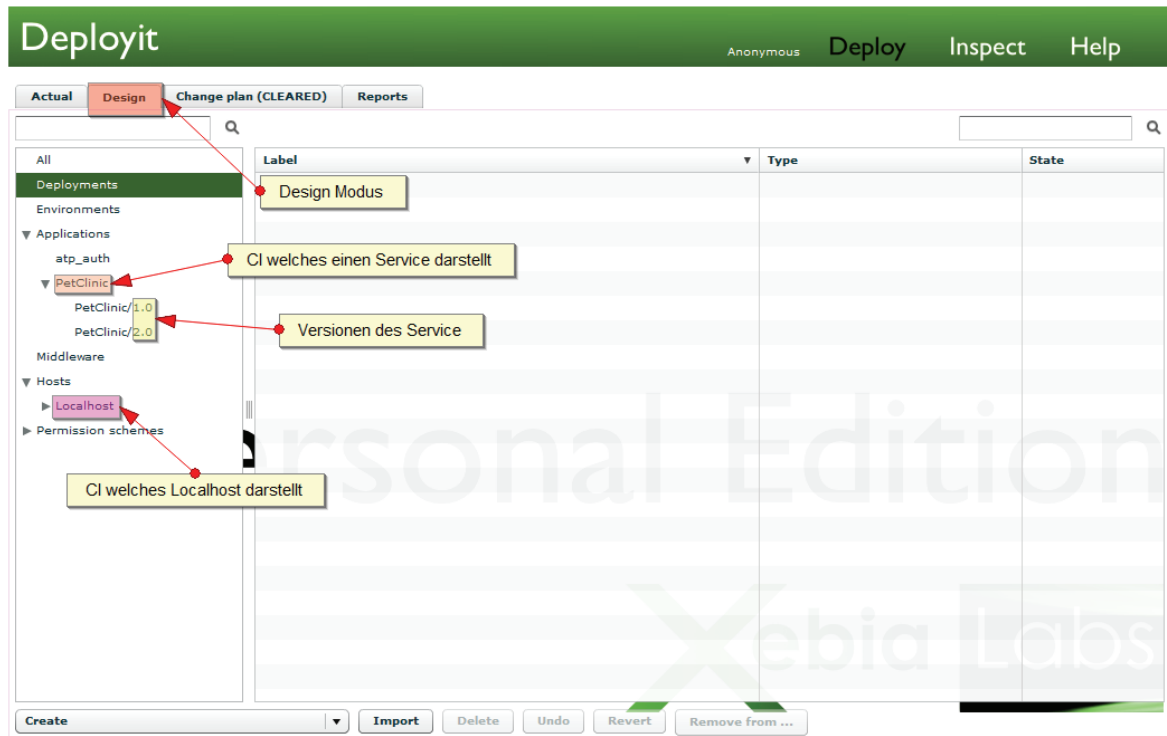 Deployit
Anonymous Deploy Inspect Help
Actual Design Change plan (CLEARED) Reports
Label Type State
All
Deployments
Environments
Applications
atp_auth
PetClinic
PetClinic/1.0
PetClinic/2.0
Middleware
Hosts
Localhost
Permission schemes
Design Modus
CI welches einen Service darstellt
Versionen des Service
CI welches Localhost darstellt
Personal Edition
Xebia Labs
Create Import Delete Undo Revert Remove from ...